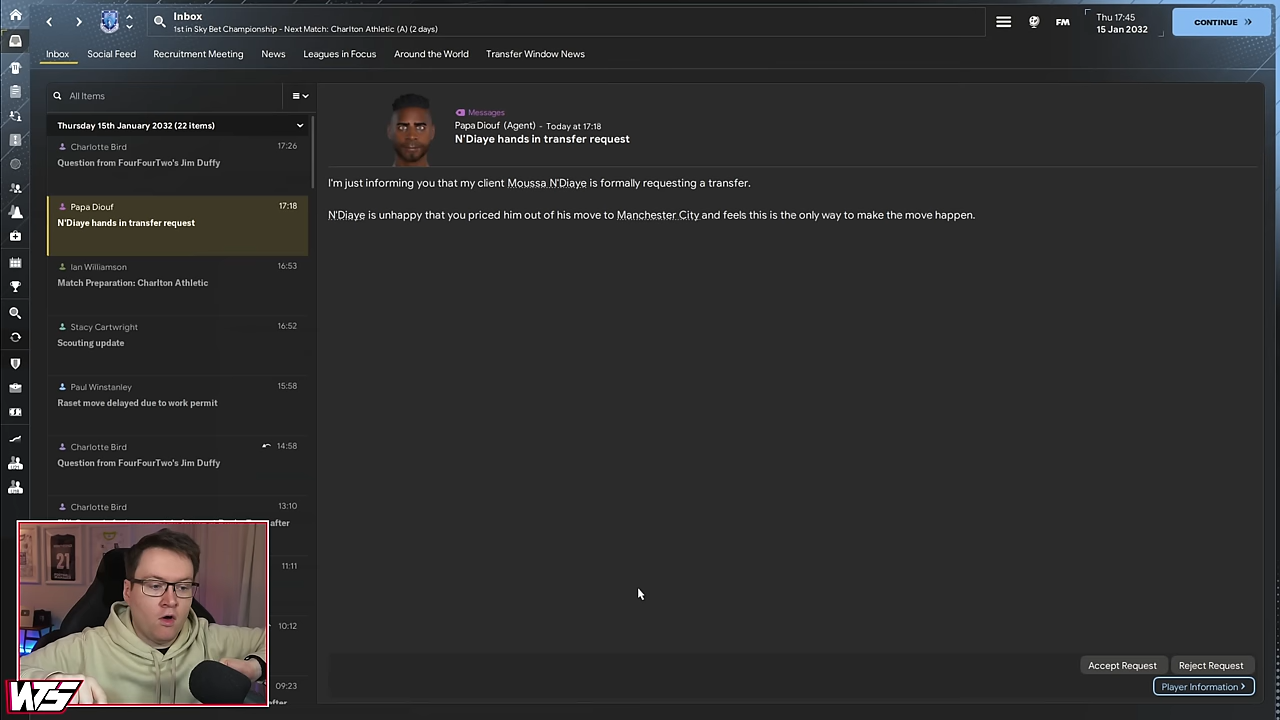 Inbox
1st in Sky Bet Championship - Next Match: Charlton Athletic (A) (2 days)
FM
Thu 17:45
15 Jan 2032
CONTINUE
Inbox
Social Feed
Recruitment Meeting
News
Leagues in Focus
Around the World
Transfer Window News
All Items
Thursday 15th January 2032 (22 items)
Charlotte Bird
17:26
Question from FourFourTwo's Jim Duffy
Papa Diouf
17:18
N'Diaye hands in transfer request
Ian Williamson
16:53
Match Preparation: Charlton Athletic
Stacy Cartwright
16:52
Scouting update
Paul Winstanley
15:58
Raset move delayed due to work permit
Charlotte Bird
14:58
Question from FourFourTwo's Jim Duffy
Charlotte Bird
13:10
after
11:11
10:12
09:23
after
Messages
Papa Diouf (Agent) - Today at 17:18
N'Diaye hands in transfer request
I'm just informing you that my client Moussa N'Diaye is formally requesting a transfer.
N'Diaye is unhappy that you priced him out of his move to Manchester City and feels this is the only way to make the move happen.
Accept Request
Reject Request
Player Information
21
WTS